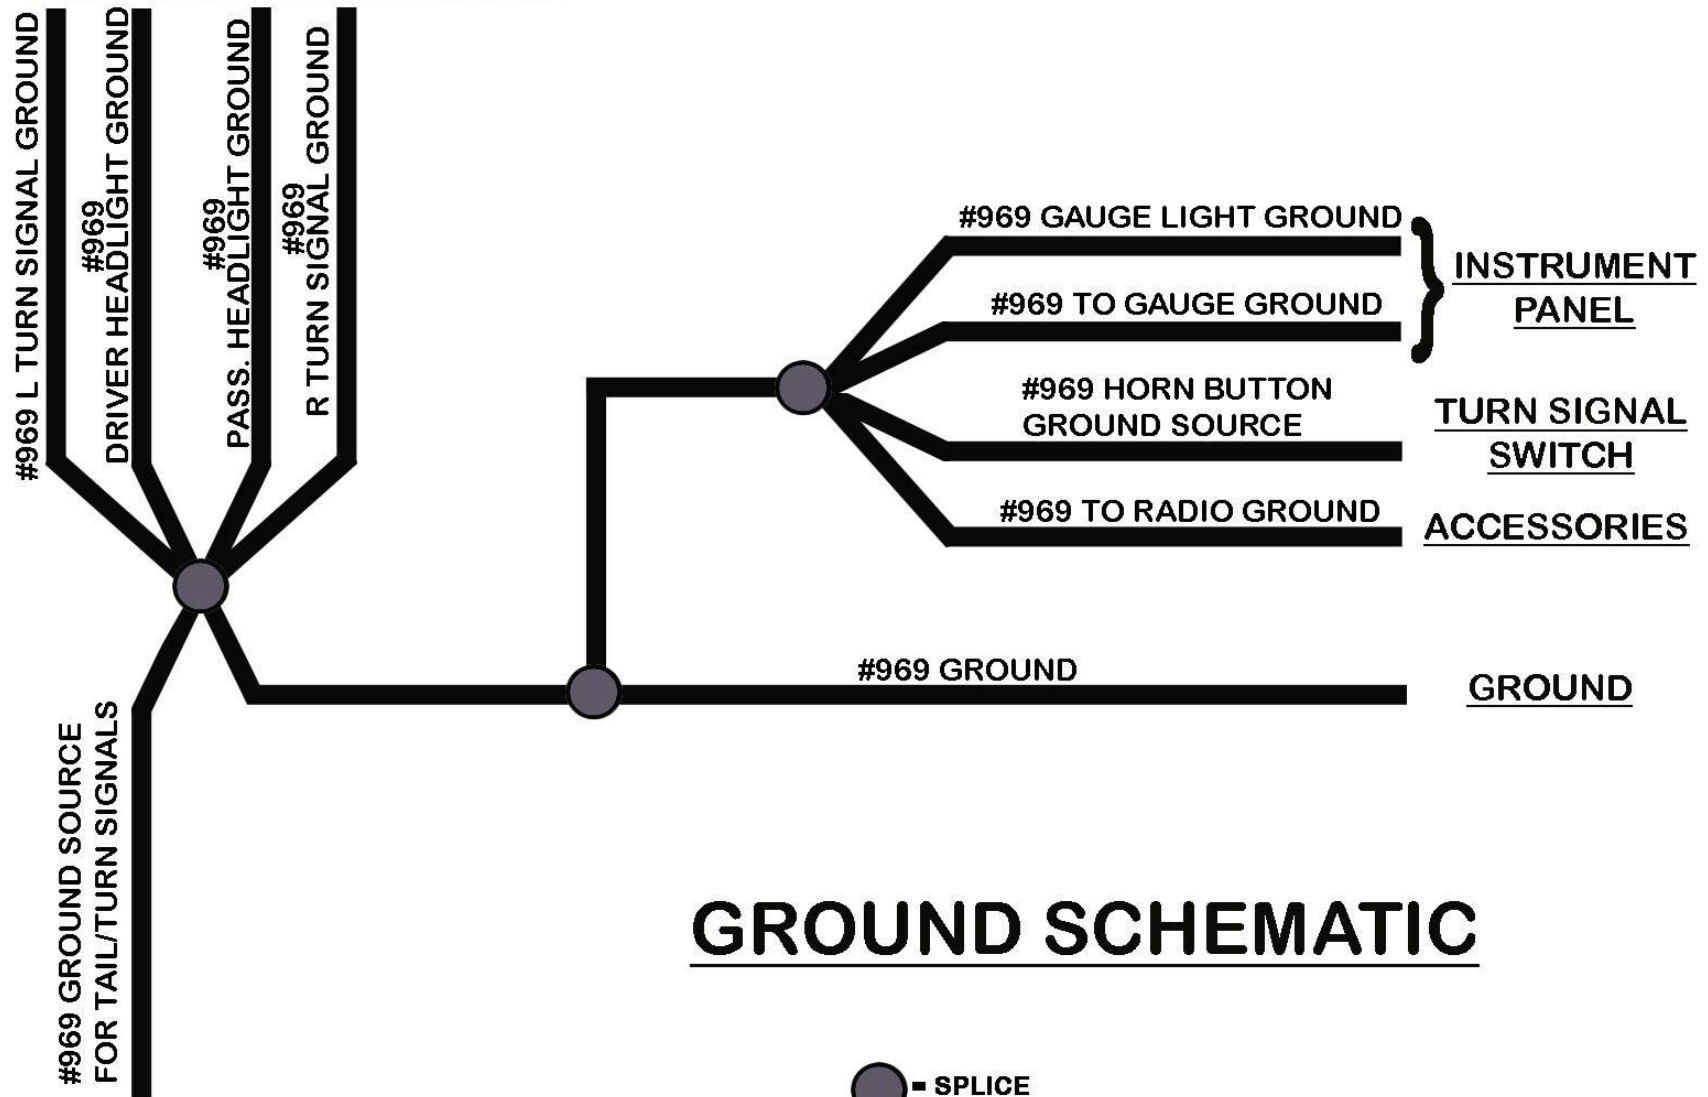 #969 L TURN SIGNAL GROUND
#969
DRIVER HEADLIGHT GROUND
#969
PASS. HEADLIGHT GROUND
#969
R TURN SIGNAL GROUND
#969 GAUGE LIGHT GROUND
#969 TO GAUGE GROUND
INSTRUMENT
PANEL
#969 HORN BUTTON
GROUND SOURCE
TURN SIGNAL
SWITCH
#969 TO RADIO GROUND
ACCESSORIES
#969 GROUND
GROUND
#969 GROUND SOURCE
FOR TAIL/TURN SIGNALS
GROUND SCHEMATIC
= SPLICE